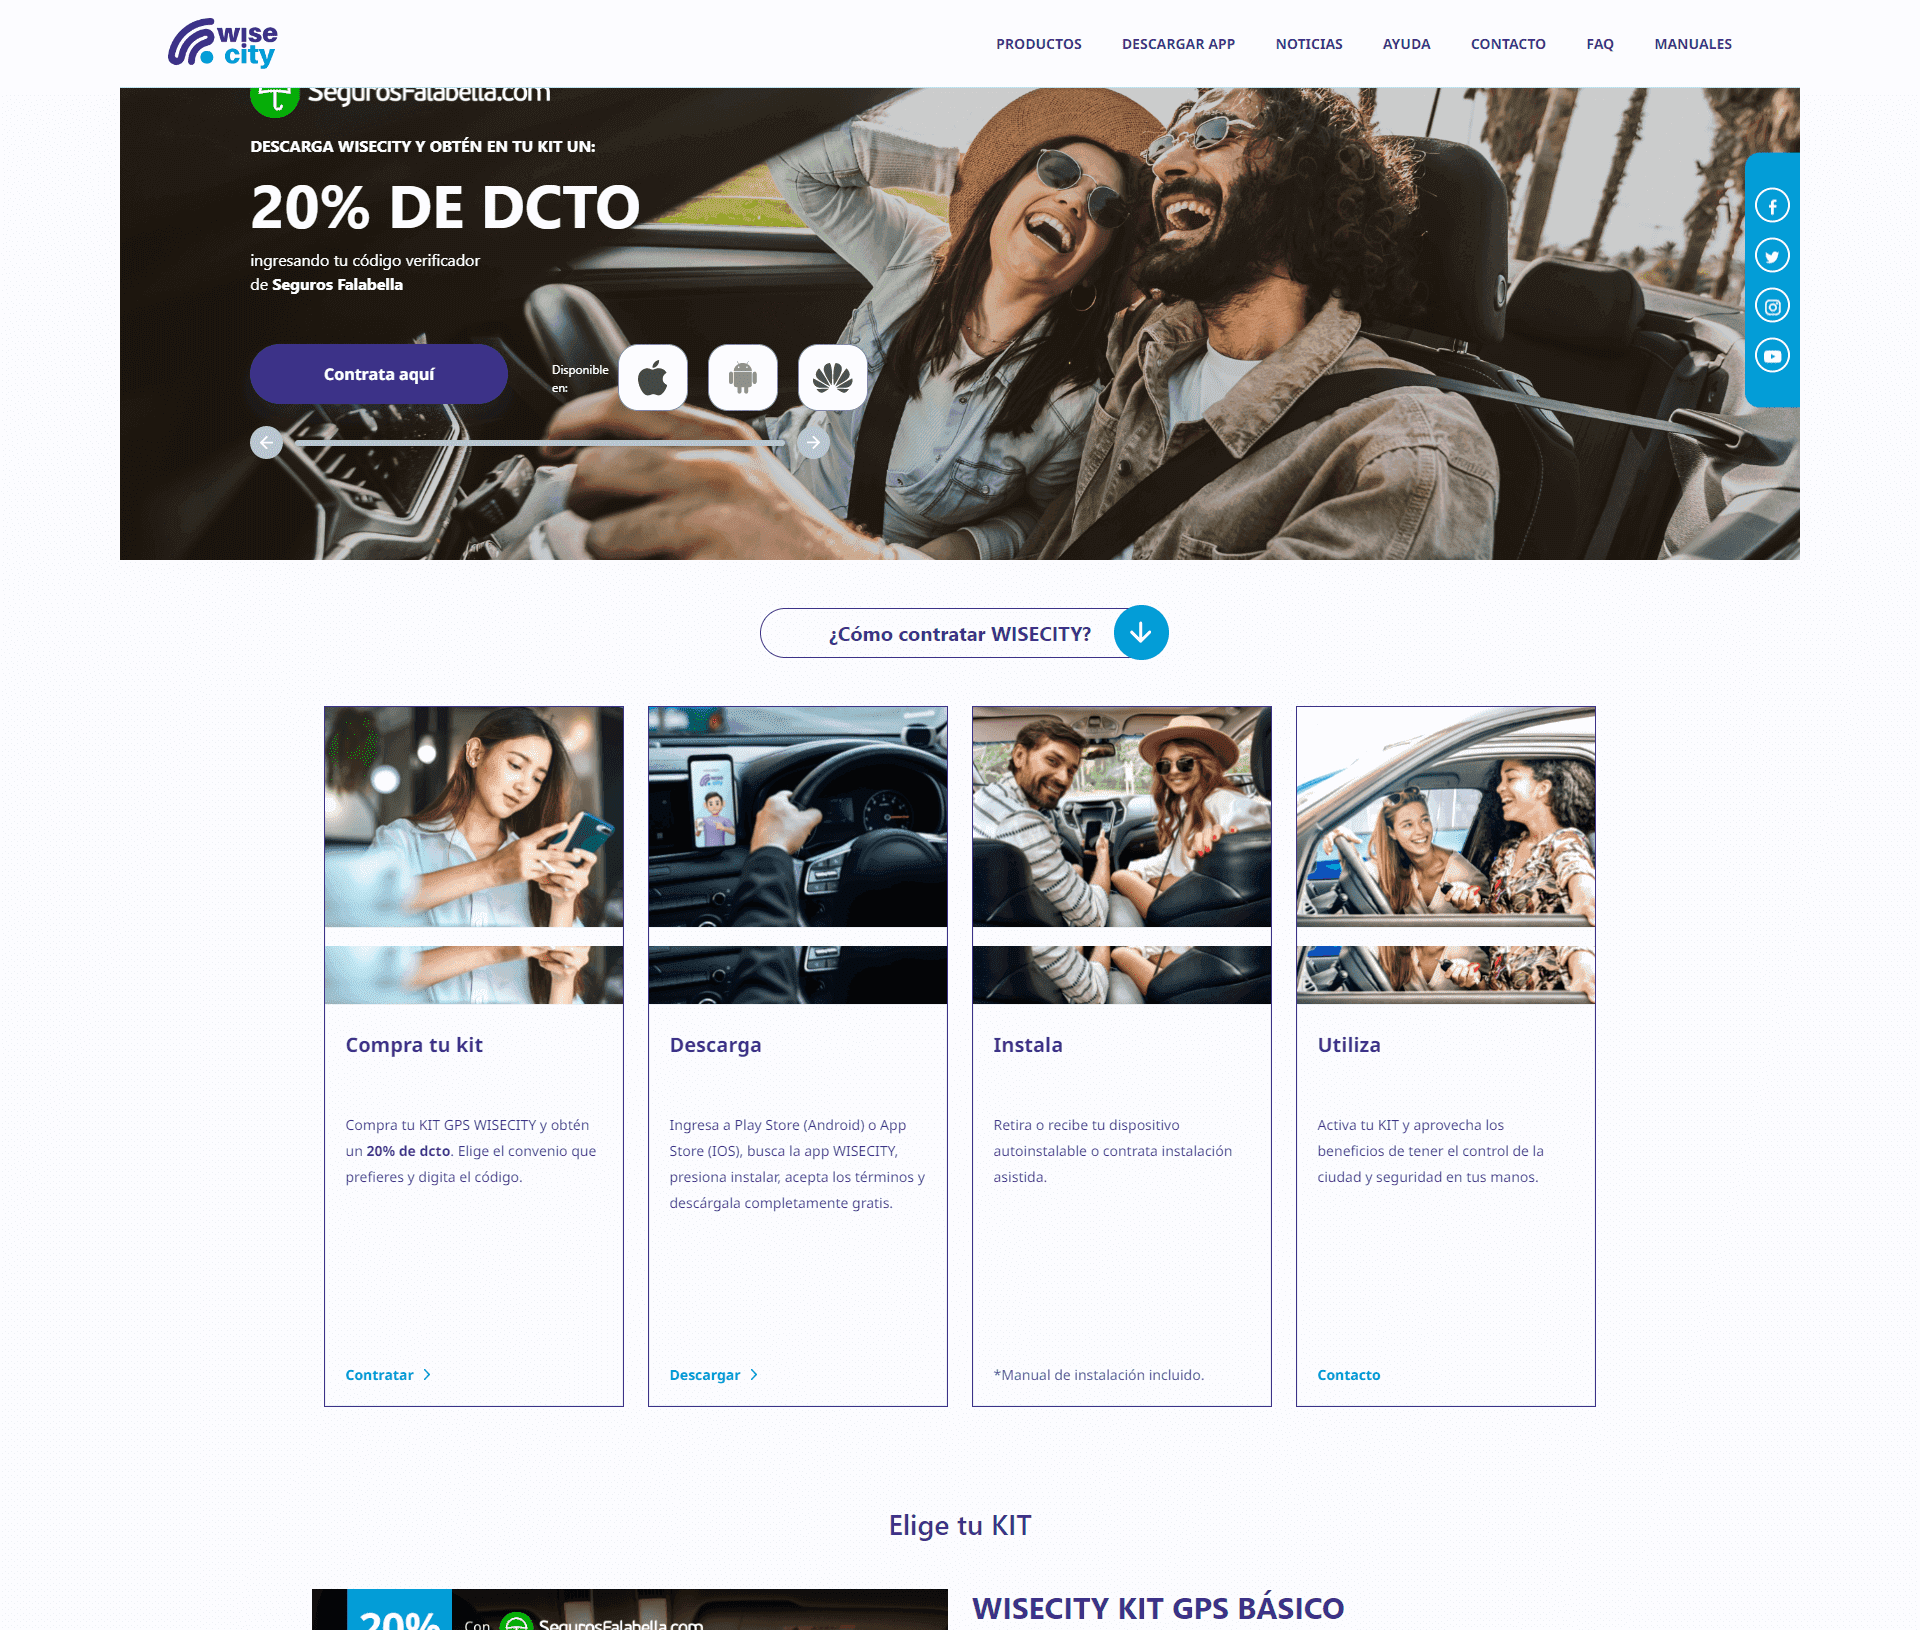 wise
city
PRODUCTOS DESCARGAR APP NOTICIAS AYUDA CONTACTO FAQ MANUALES
SegurosFalabella.com
DESCARGA WISECITY Y OBTÉN EN TU KIT UN:
20% DE DCTO
ingresando tu código verificador
de Seguros Falabella
Contrata aquí
Disponible
en:
¿Cómo contratar WISECITY?
wise
city
Compra tu kit
Compra tu KIT GPS WISECITY y obtén
un 20% de dcto. Elige el convenio que
prefieres y digita el código.
Contratar
Descarga
Ingresa a Play Store (Android) o App
Store (IOS), busca la app WISECITY,
presiona instalar, acepta los términos y
descárgala completamente gratis.
Descargar
Instala
Retira o recibe tu dispositivo
autoinstalable o contrata instalación
asistida.
*Manual de instalación incluido.
Utiliza
Activa tu KIT y aprovecha los
beneficios de tener el control de la
ciudad y seguridad en tus manos.
Contacto
Elige tu KIT
20%
Con SegurosFalabella.com
WISECITY KIT GPS BÁSICO